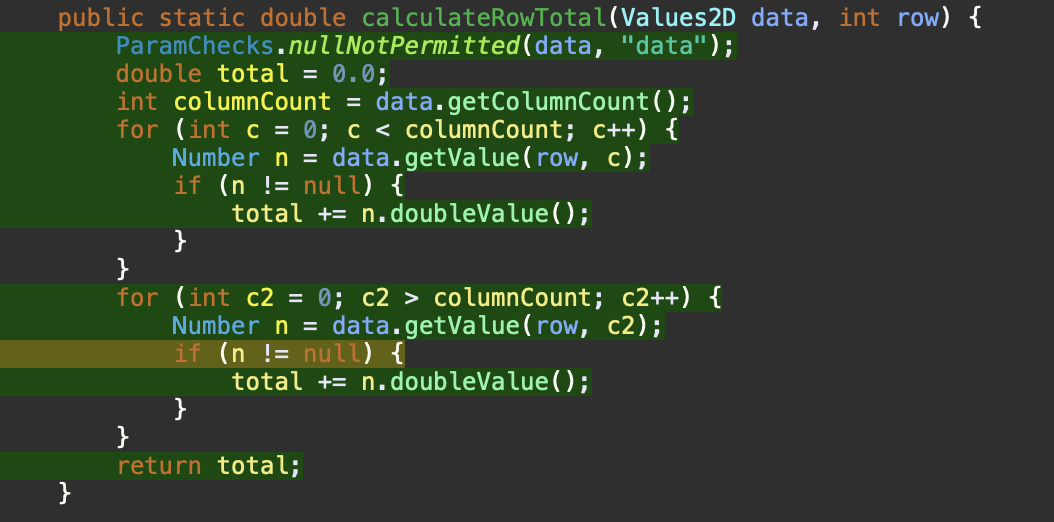 public static double calculateRowTotal(Values2D data, int row) {
    ParamChecks.nullNotPermitted(data, "data");
    double total = 0.0;
    int columnCount = data.getColumnCount();
    for (int c = 0; c < columnCount; c++) {
        Number n = data.getValue(row, c);
        if (n != null) {
            total += n.doubleValue();
        }
    }
    for (int c2 = 0; c2 > columnCount; c2++) {
        Number n = data.getValue(row, c2);
        if (n != null) {
            total += n.doubleValue();
        }
    }
    return total;
}